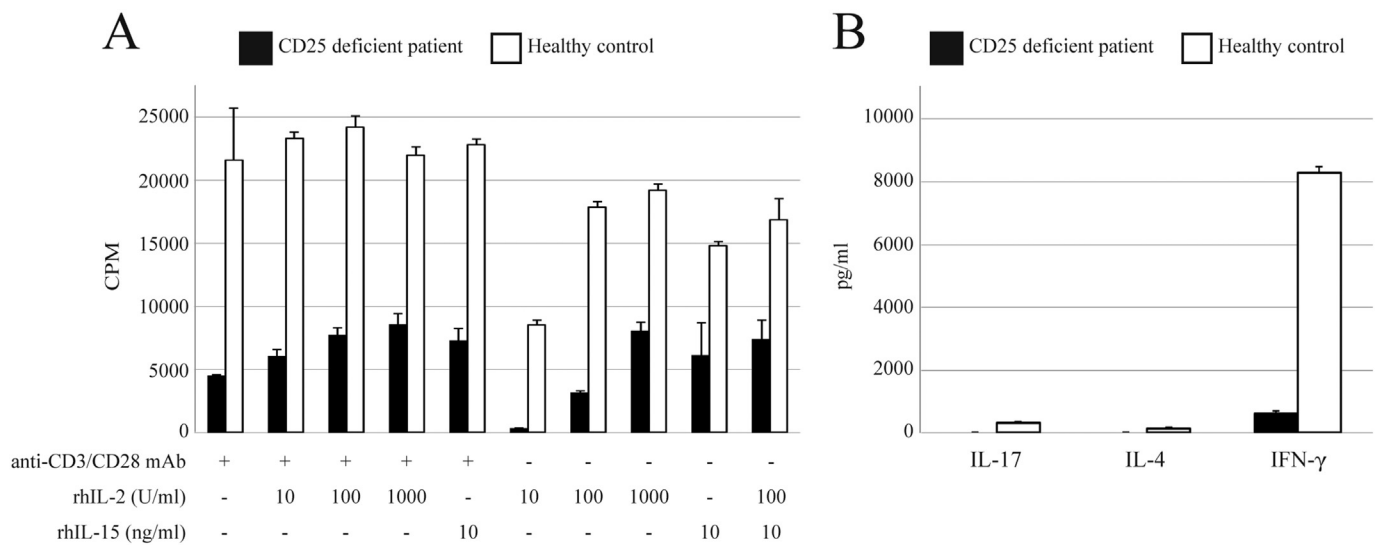 A
CD25 deficient patient
Healthy control
25000
20000
15000
10000
5000
0
CPM
anti-CD3/CD28 mAb + + + + + - - - - -
rhIL-2 (U/ml) - 10 100 1000 - 10 100 1000 - 100
rhIL-15 (ng/ml) - - - - 10 - - - 10 10
B
CD25 deficient patient
Healthy control
10000
8000
6000
4000
2000
0
pg/ml
IL-17 IL-4 IFN-γ